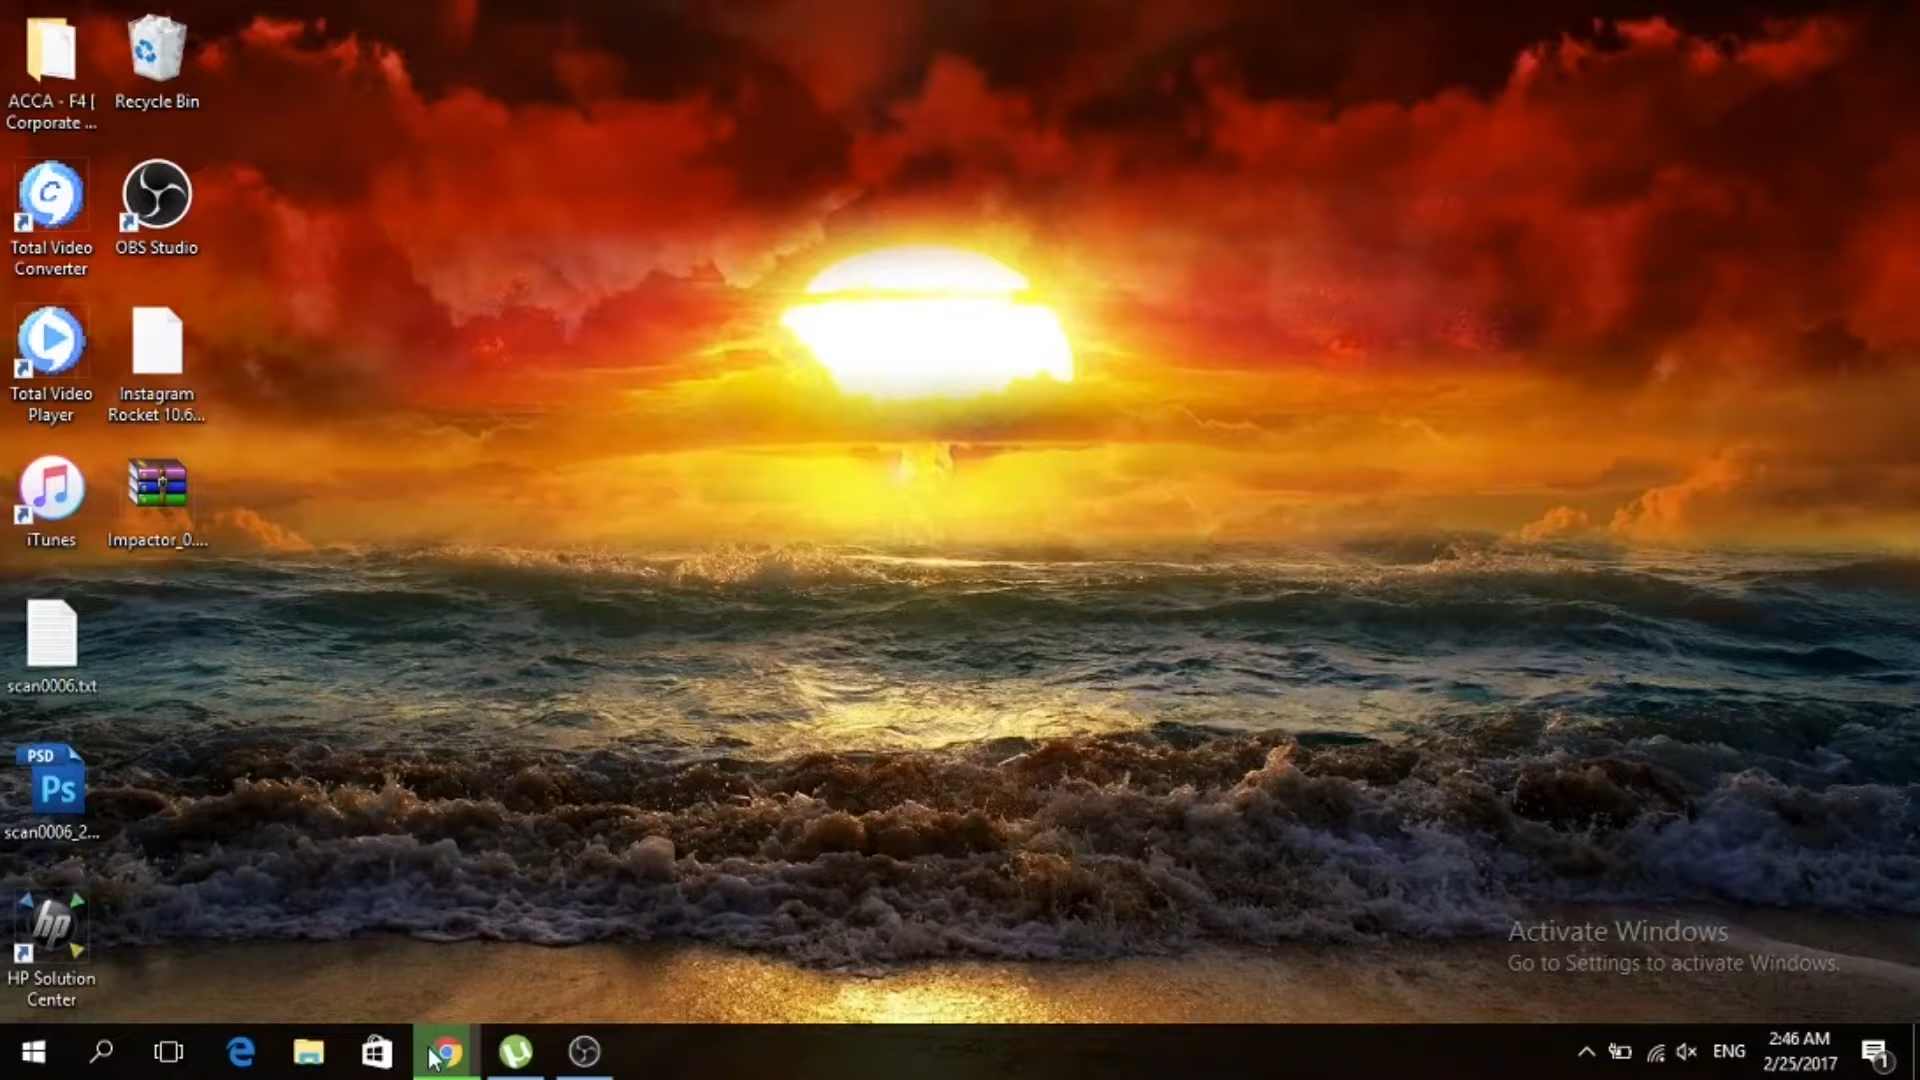 ACCA - F4 [
Corporate ...
Recycle Bin
Total Video
Converter
OBS Studio
Total Video
Player
Instagram
Rocket 10.6...
iTunes
Impactor_0....
scan0006.txt
PSD
Ps
scan0006_2...
hp
HP Solution
Center
Activate Windows
Go to Settings to activate Windows.
ENG
2:46 AM
2/25/2017
1